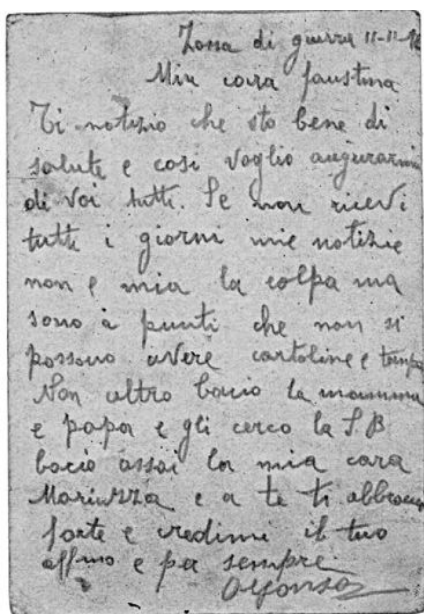 Zona di guerra 11-11-16
Mia cara Faustina
Ti notizio che sto bene di
salute e così voglio augurarmi
di voi tutti. Se non ricevi
tutti i giorni mie notizie
non e mia la colpa ma
sono à punti che non si
possono avere cartoline e tempo
Non altro bacio la mamma
e papa e gli cerco la S.B
bacio assai la mia cara
Mariuzza e a te ti abbraccio
forte e credimi il tuo
affmo e per sempre
Alfonso